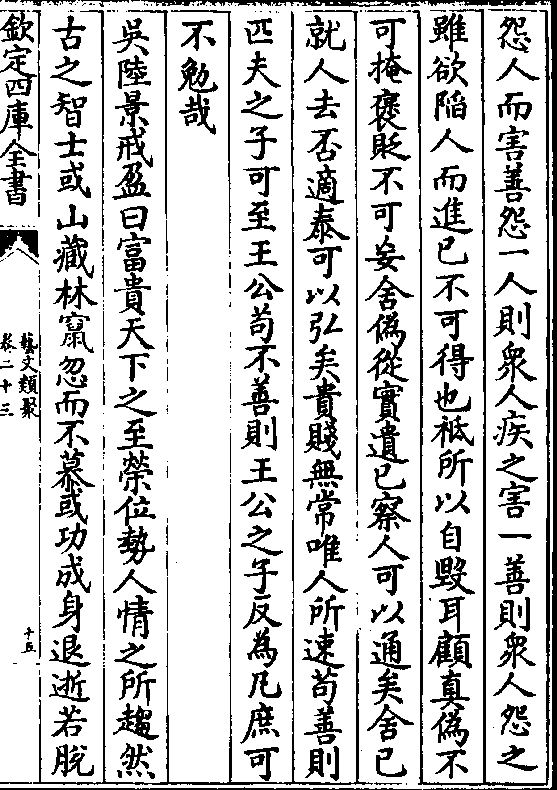 怨人而害善怨一人則衆人疾之害一善則衆人怨之
雖欲陷人而進已不可得也袛所以自毀耳顧真偽不
可掩褒貶不可妄舍偽從實遺已察人可以通矣舍已
就人去否適泰可以弘矣貴賤無常唯人所速苟善則
匹夫之子可至王公苟不善則王公之子反為凡庶可
不勉哉
吳陸景戒盈曰富貴天下之至榮位勢人情之所趨然
古之智士或山藏林竄忽而不慕或功成身退逝若脫
欽定四庫全書
藝文類聚
卷二十三
十五